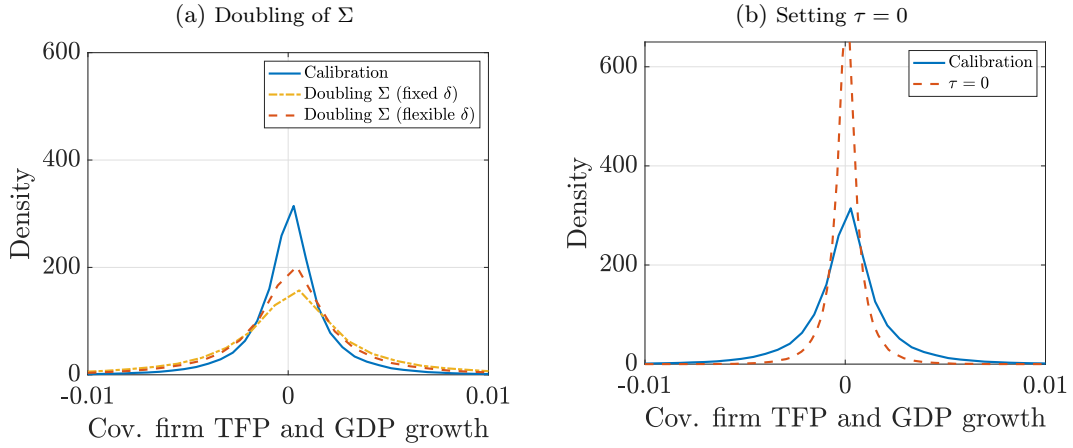 (a) Doubling of Σ
600
400
200
0
-0.01
0
0.01
Density
Cov. firm TFP and GDP growth
Calibration
Doubling Σ (fixed δ)
Doubling Σ (flexible δ)
(b) Setting τ = 0
600
400
200
0
-0.01
0
0.01
Density
Cov. firm TFP and GDP growth
Calibration
τ = 0